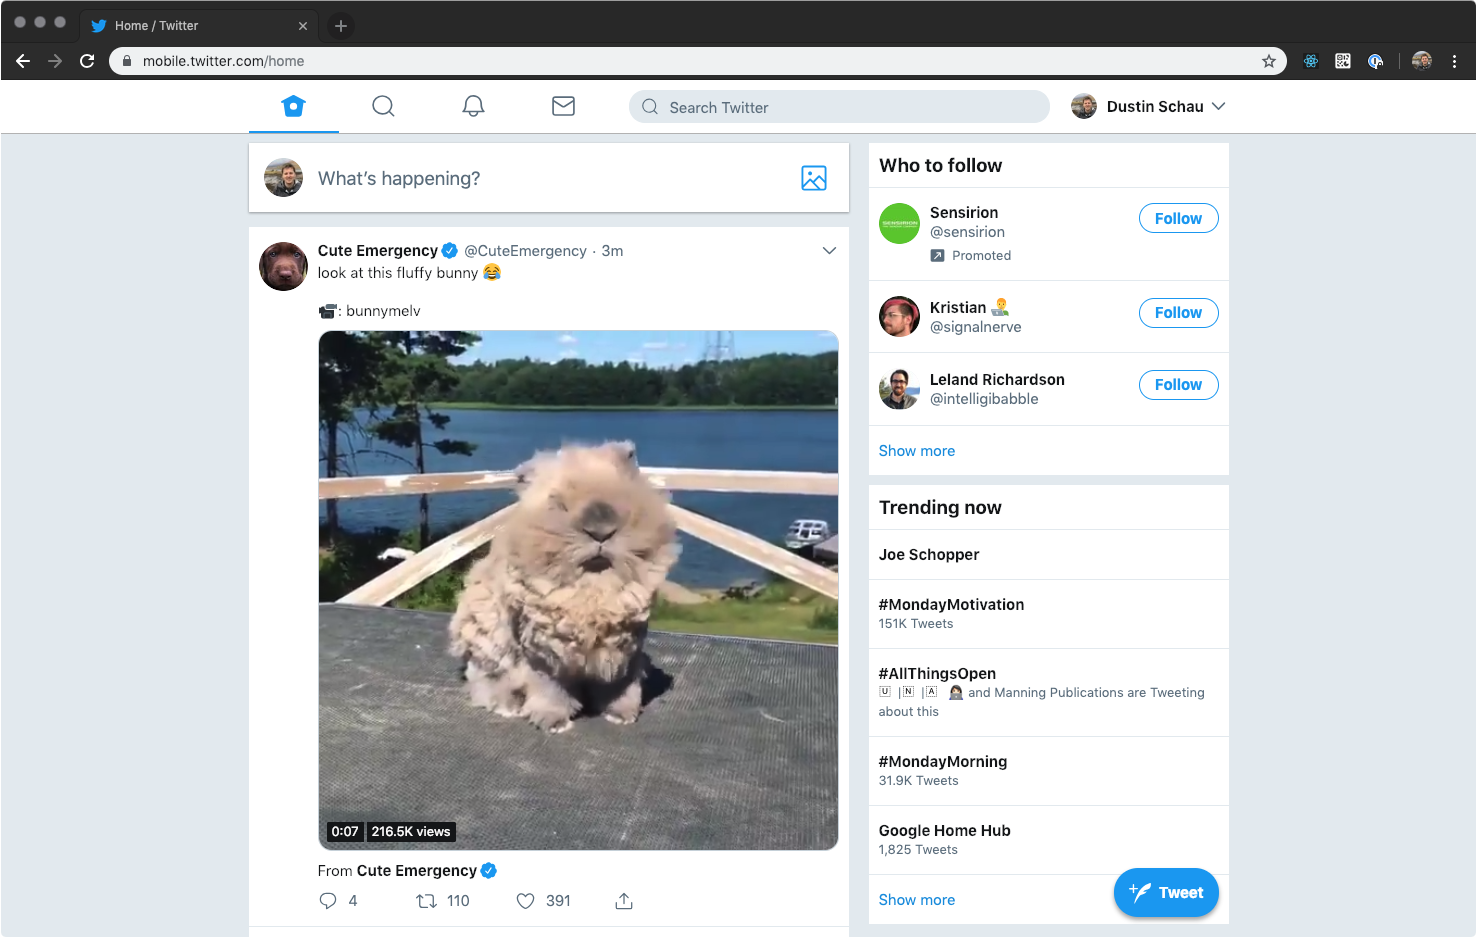 Home / Twitter
mobile.twitter.com/home
Search Twitter
Dustin Schau
What's happening?
Cute Emergency @CuteEmergency · 3m
look at this fluffy bunny 😂
📹: bunnymelv
0:07 216.5K views
From Cute Emergency
4 110 391
Who to follow
Sensirion
@sensirion
Promoted
Follow
Kristian 👨‍💻
@signalnerve
Follow
Leland Richardson
@intelligibabble
Follow
Show more
Trending now
Joe Schopper
#MondayMotivation
151K Tweets
#AllThingsOpen
🅄 |🄽 |🄰 👩🏻‍💻 and Manning Publications are Tweeting
about this
#MondayMorning
31.9K Tweets
Google Home Hub
1,825 Tweets
Show more
Tweet